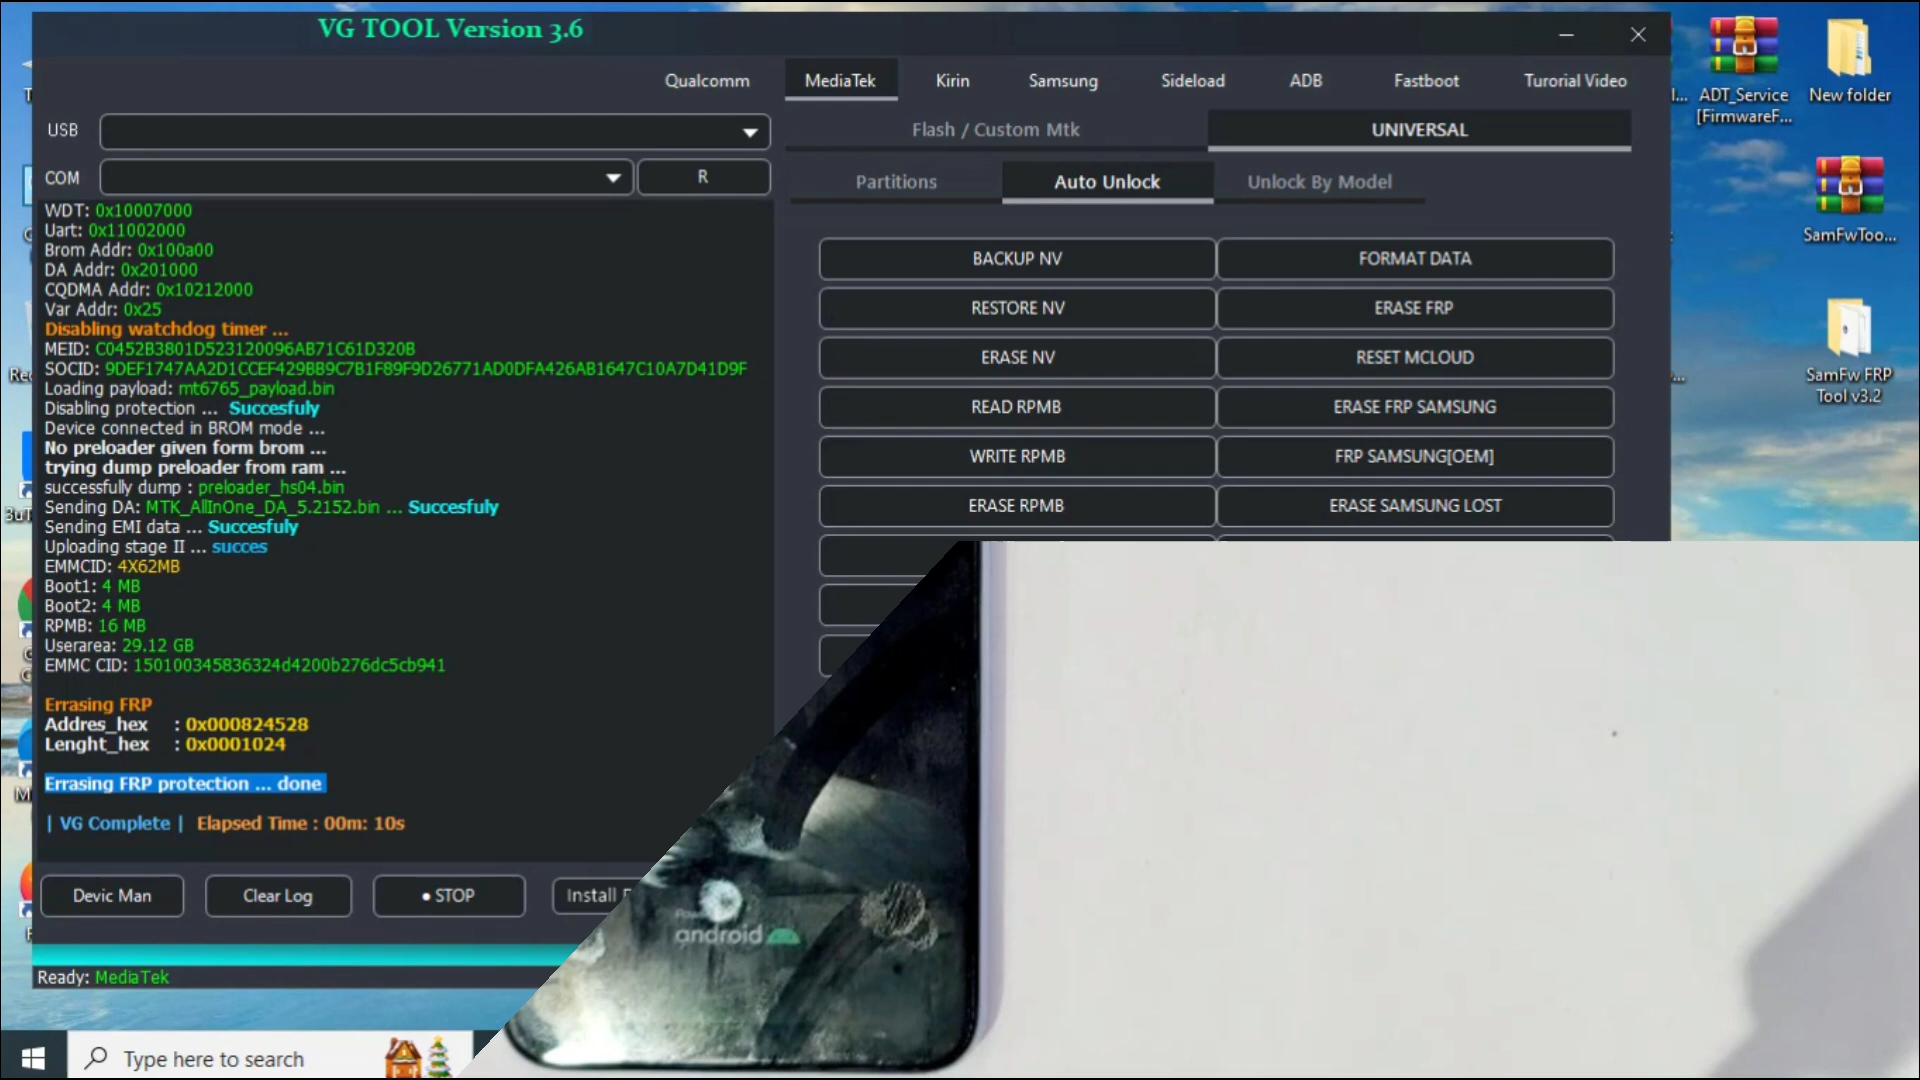 VG TOOL Version 3.6
Qualcomm
MediaTek
Kirin
Samsung
Sideload
ADB
Fastboot
Turorial Video
USB
Flash / Custom Mtk
UNIVERSAL
COM
R
Partitions
Auto Unlock
Unlock By Model
WDT: 0x10007000
Uart: 0x11002000
Brom Addr: 0x100a00
DA Addr: 0x201000
CQDMA Addr: 0x10212000
Var Addr: 0x25
Disabling watchdog timer ...
MEID: C0452B3801D523120096AB71C61D320B
SOCID: 9DEF1747AA2D1CCEF429BB9C7B1F89F9D26771AD0DFA426AB1647C10A7D41D9F
Loading payload: mt6765_payload.bin
Disabling protection ... Succesfuly
Device connected in BROM mode ...
No preloader given form brom ...
trying dump preloader from ram ...
successfully dump : preloader_hs04.bin
Sending DA: MTK_AllInOne_DA_5.2152.bin ... Succesfuly
Sending EMI data ... Succesfuly
Uploading stage II ... succes
EMMCID: 4X62MB
Boot1: 4 MB
Boot2: 4 MB
RPMB: 16 MB
Userarea: 29.12 GB
EMMC CID: 150100345836324d4200b276dc5cb941
Errasing FRP
Addres_hex : 0x000824528
Lenght_hex : 0x0001024
Errasing FRP protection ... done
| VG Complete | Elapsed Time : 00m: 10s
BACKUP NV
FORMAT DATA
RESTORE NV
ERASE FRP
ERASE NV
RESET MCLOUD
READ RPMB
ERASE FRP SAMSUNG
WRITE RPMB
FRP SAMSUNG[OEM]
ERASE RPMB
ERASE SAMSUNG LOST
Devic Man
Clear Log
• STOP
Install
Ready: MediaTek
Type here to search
ADT_Service
[FirmwareF...
New folder
SamFwToo...
SamFw FRP
Tool v3.2
android